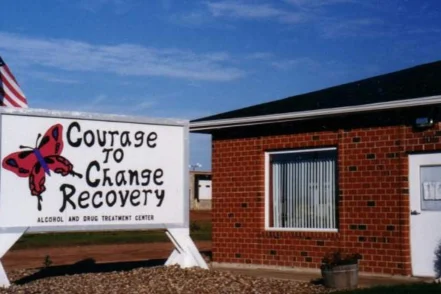 Courage
To
Change
Recovery
ALCOHOL AND DRUG TREATMENT CENTER